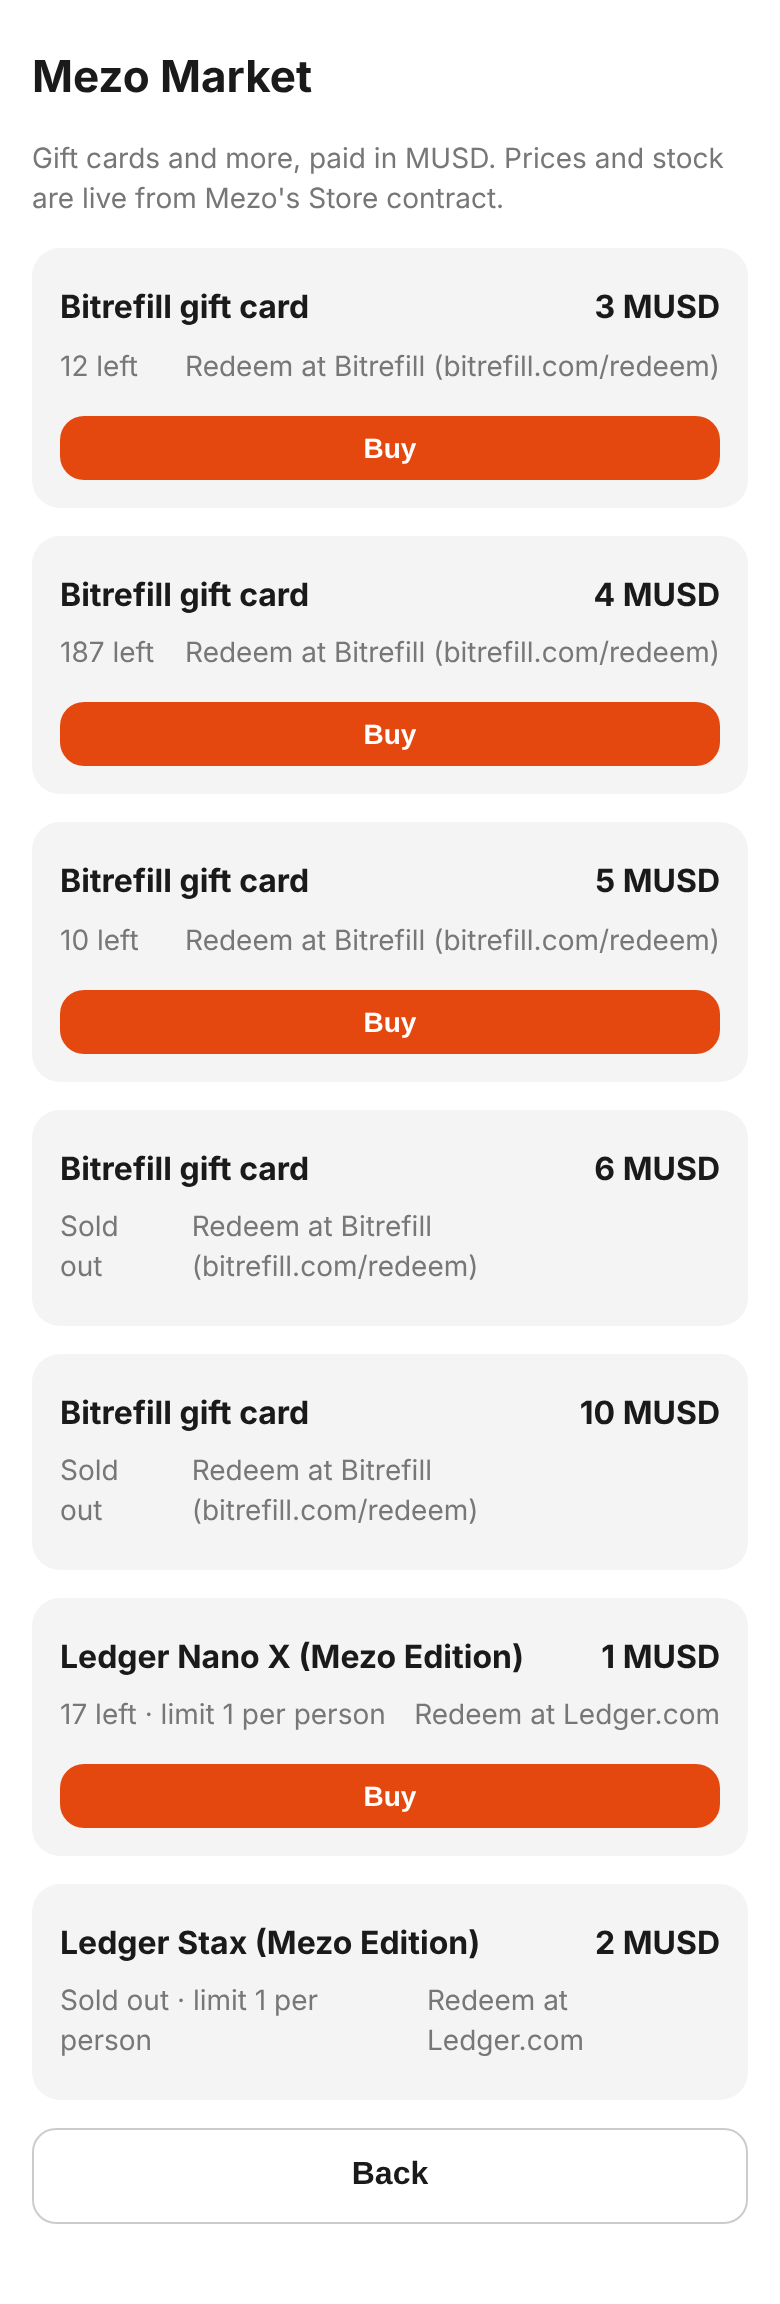 Mezo Market
Gift cards and more, paid in MUSD. Prices and stock
are live from Mezo's Store contract.
Bitrefill gift card 3 MUSD
12 left Redeem at Bitrefill (bitrefill.com/redeem)
Buy
Bitrefill gift card 4 MUSD
187 left Redeem at Bitrefill (bitrefill.com/redeem)
Buy
Bitrefill gift card 5 MUSD
10 left Redeem at Bitrefill (bitrefill.com/redeem)
Buy
Bitrefill gift card 6 MUSD
Sold
out
Redeem at Bitrefill
(bitrefill.com/redeem)
Bitrefill gift card 10 MUSD
Sold
out
Redeem at Bitrefill
(bitrefill.com/redeem)
Ledger Nano X (Mezo Edition) 1 MUSD
17 left · limit 1 per person Redeem at Ledger.com
Buy
Ledger Stax (Mezo Edition) 2 MUSD
Sold out · limit 1 per
person
Redeem at
Ledger.com
Back